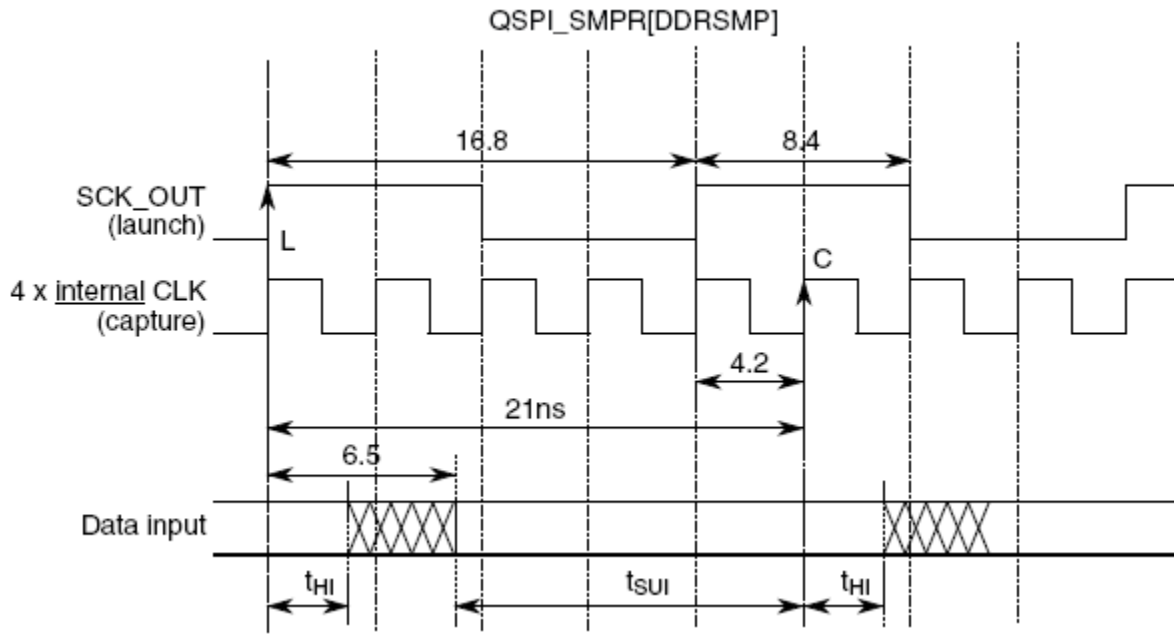 QSPI_SMPR[DDRSMP]
16.8
8.4
SCK_OUT
(launch)
L
C
4 x internal CLK
(capture)
4.2
21ns
6.5
Data input
tHI
tSUI
tHI